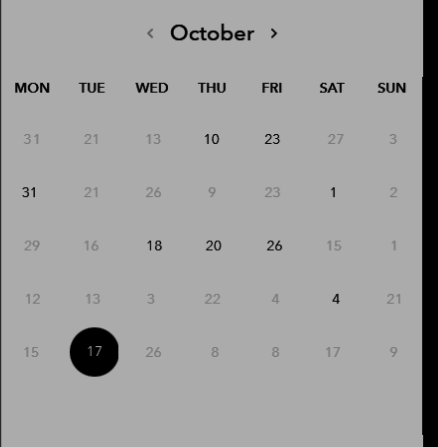 ‹ October ›
MON TUE WED THU FRI SAT SUN
31 21 13 10 23 27 3
31 21 26 9 23 1 2
29 16 18 20 26 15 1
12 13 3 22 4 4 21
15 17 26 8 8 17 9